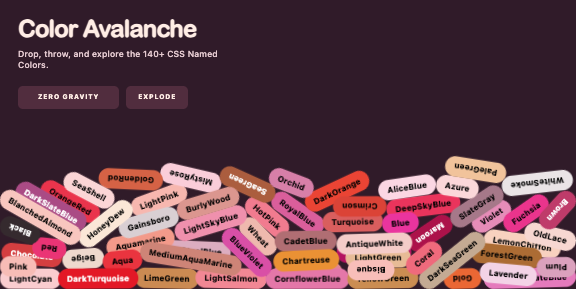 Color Avalanche
Drop, throw, and explore the 140+ CSS Named
Colors.
ZERO GRAVITY
EXPLODE
PaleGreen
MistyRose
GoldenRod
SeaGreen
Orchid
WhiteSmoke
SeaShell
DarkOrange
AliceBlue
Azure
OrangeRed
DarkSlateBlue
LightPink
BurlyWood
Crimson
DeepSkyBlue
SlateGray
Brown
BlanchedAlmond
HoneyDew
Gainsboro
LightSkyBlue
HotPink
RoyalBlue
Turquoise
Blue
Violet
Fuchsia
Black
Red
Aquamarine
Wheat
CadetBlue
AntiqueWhite
Maroon
OldLace
LemonChiffon
BlueViolet
Beige
Aqua
MediumAquaMarine
Chartreuse
LightGreen
Bisque
Coral
DarkSeaGreen
ForestGreen
Pink
Plum
LightCyan
DarkTurquoise
LimeGreen
LightSalmon
CornflowerBlue
Gold
Lavender